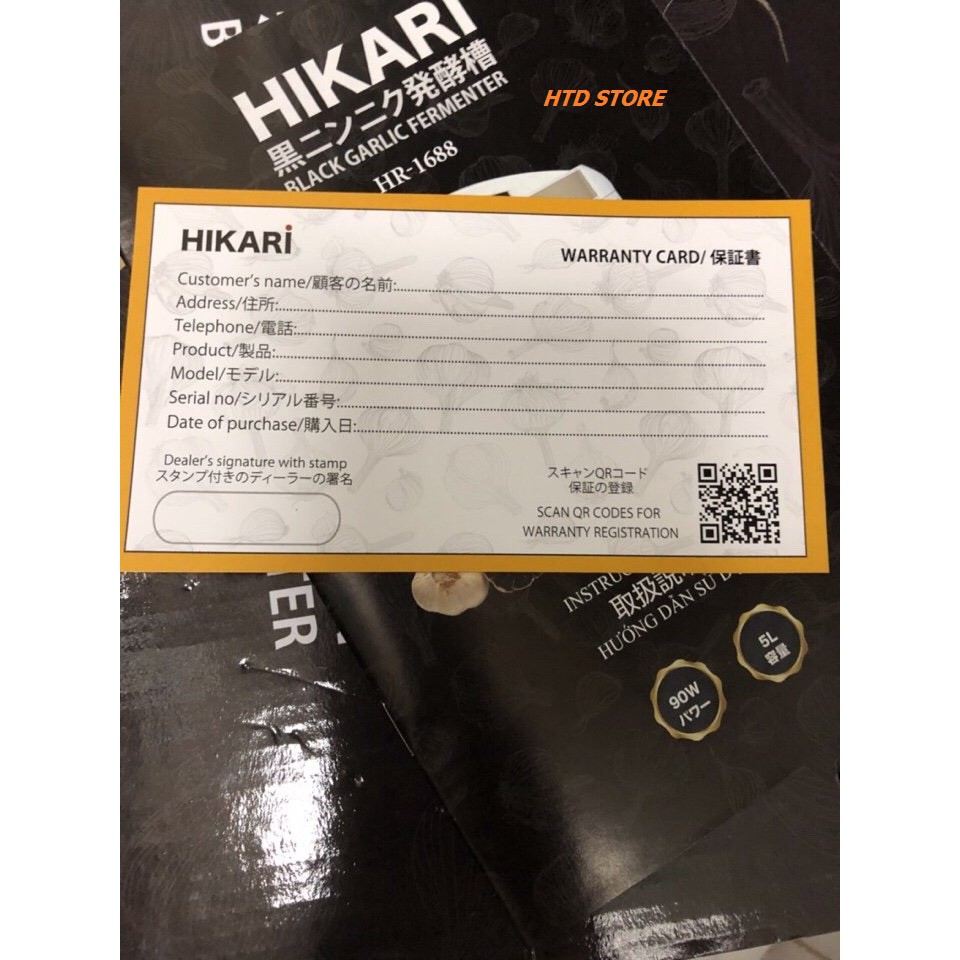 HIKARI
黒ニンニク発酵槽
BLACK GARLIC FERMENTER
HR-1688
HTD STORE
HIKARI
WARRANTY CARD/ 保証書
Customer's name/顧客の名前:
Address/住所:
Telephone/電話:
Product/製品:
Model/モデル:
Serial no/シリアル番号:
Date of purchase/購入日:
Dealer's signature with stamp
スタンプ付きのディーラーの署名
スキャンQRコード
保証の登録
SCAN QR CODES FOR
WARRANTY REGISTRATION
取扱説
HƯỚNG DẪN SỬ D
5L
容量
90W
パワー